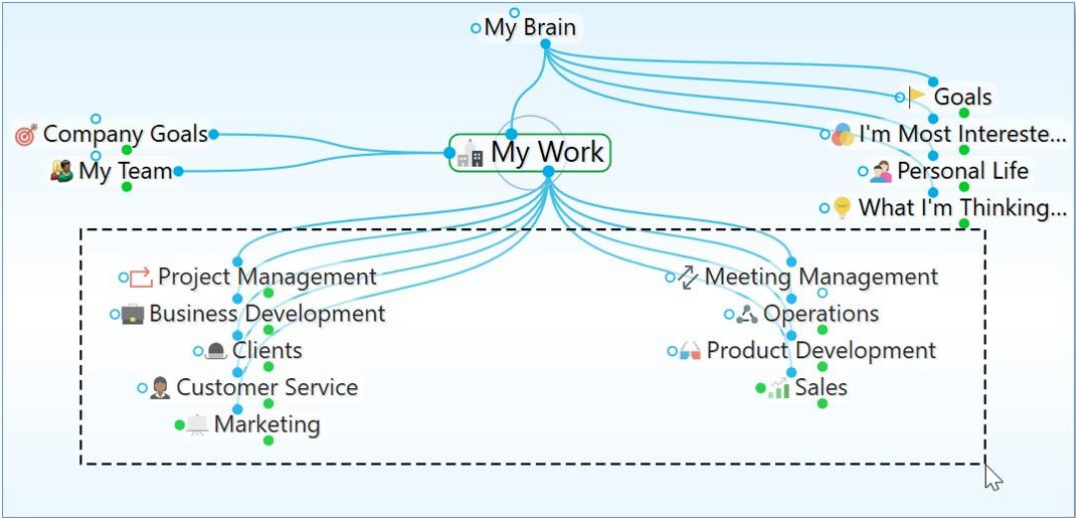 My Brain
Goals
Company Goals
I'm Most Intereste...
My Work
My Team
Personal Life
What I'm Thinking...
Project Management
Meeting Management
Business Development
Operations
Clients
Product Development
Customer Service
Sales
Marketing